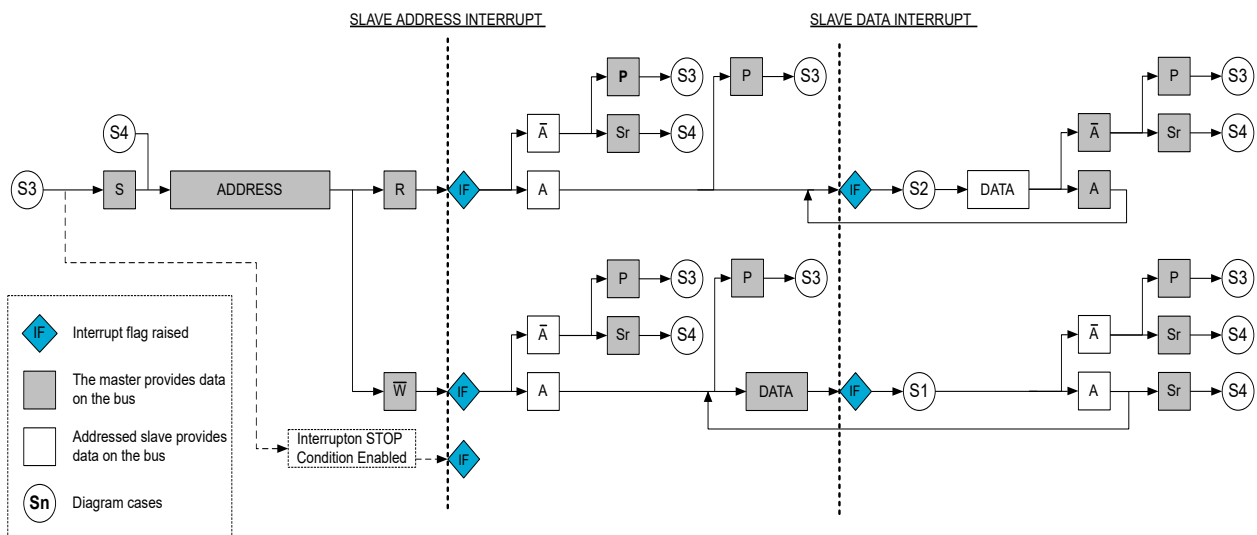 SLAVE ADDRESS INTERRUPT
SLAVE DATA INTERRUPT
P
S3
P
S3
P
S3
S4
A̅
Sr
S4
A̅
Sr
S4
S3
S
ADDRESS
R
IF
A
IF
S2
DATA
A
P
S3
P
S3
P
S3
IF
Interrupt flag raised
A̅
Sr
S4
A̅
Sr
S4
The master provides data
on the bus
W̅
IF
A
DATA
IF
S1
A
Sr
S4
Addressed slave provides
data on the bus
Interrupton STOP
Condition Enabled
IF
Sn
Diagram cases